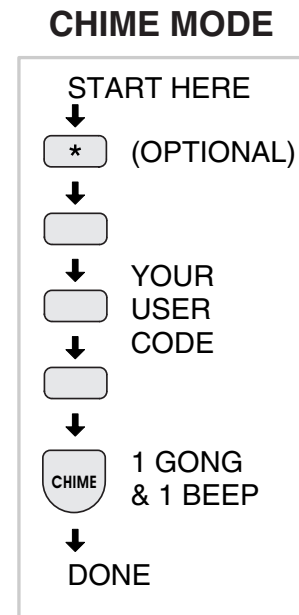 CHIME MODE
START HERE
* (OPTIONAL)
YOUR
USER
CODE
CHIME
1 GONG
& 1 BEEP
DONE